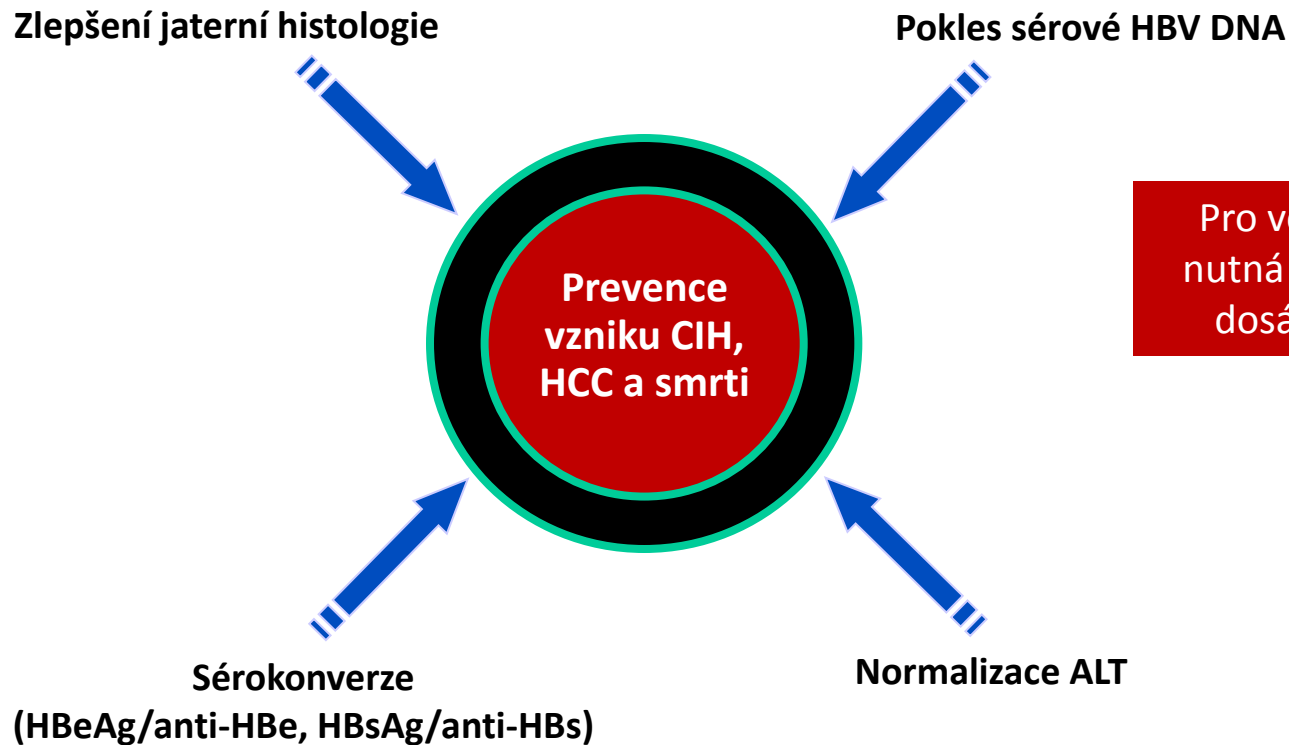 Zlepšení jaterní histologie
Pokles sérové HBV DNA
Pro
nutná
Prevence
vzniku CIH,
HCC a smrti
Sérokonverze
(HBeAg/anti-HBe, HBsAg/anti-HBs)
Normalizace ALT